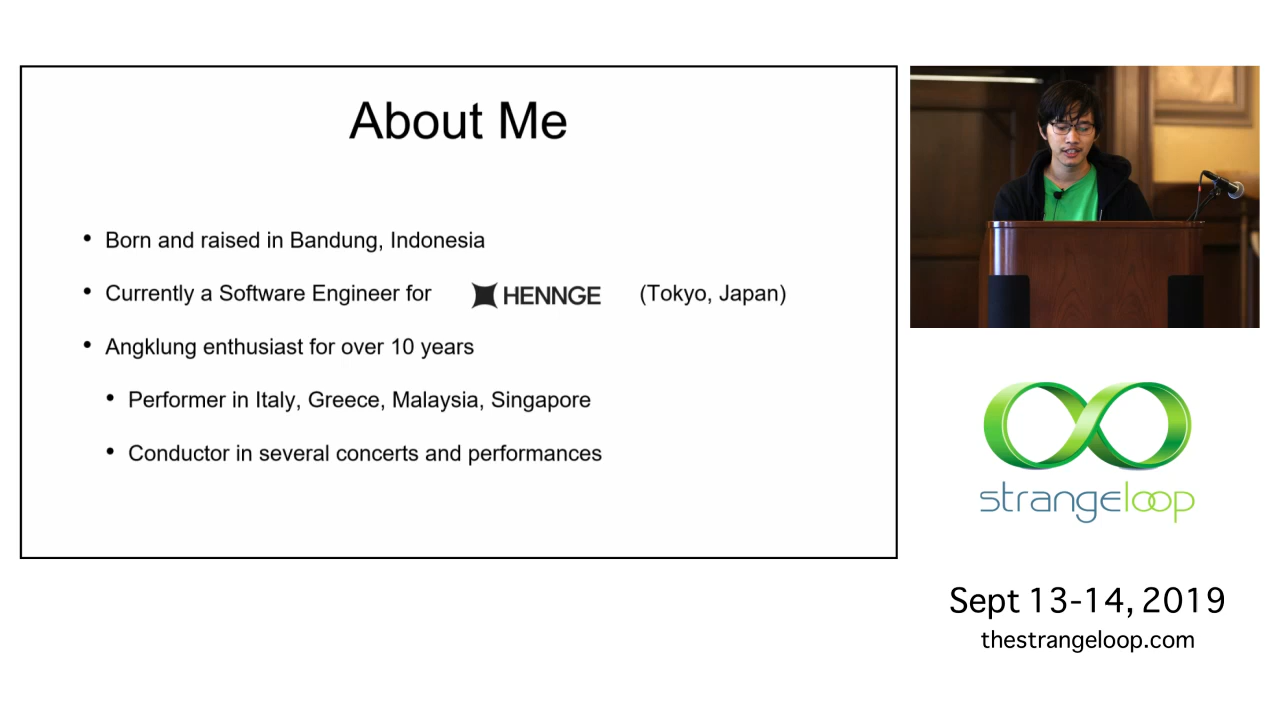 About Me
• Born and raised in Bandung, Indonesia
• Currently a Software Engineer for HENNGE (Tokyo, Japan)
• Angklung enthusiast for over 10 years
• Performer in Italy, Greece, Malaysia, Singapore
• Conductor in several concerts and performances
strangeloop
Sept 13-14, 2019
thestrangeloop.com